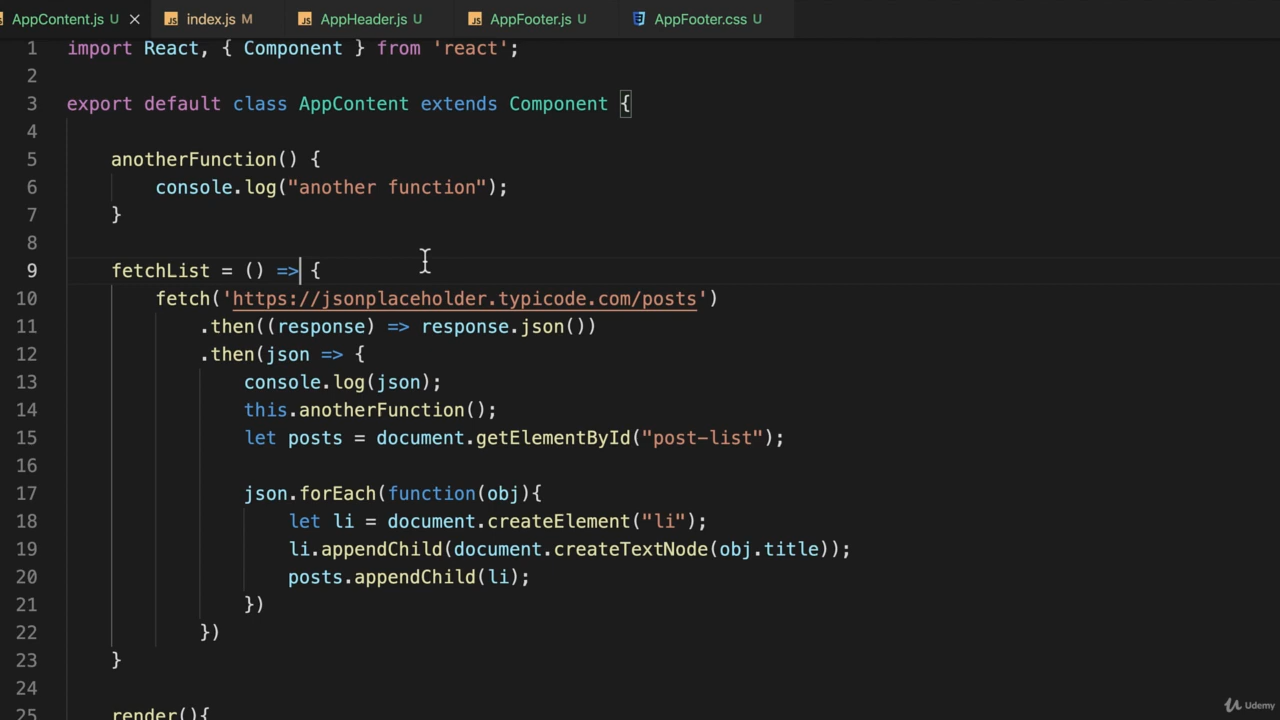 AppContent.js U index.js M AppHeader.js U AppFooter.js U AppFooter.css U
1 import React, { Component } from 'react';
2
3 export default class AppContent extends Component {
4
5 anotherFunction() {
6 console.log("another function");
7 }
8
9 fetchList = () => {
10 fetch('https://jsonplaceholder.typicode.com/posts')
11 .then((response) => response.json())
12 .then(json => {
13 console.log(json);
14 this.anotherFunction();
15 let posts = document.getElementById("post-list");
16
17 json.forEach(function(obj){
18 let li = document.createElement("li");
19 li.appendChild(document.createTextNode(obj.title));
20 posts.appendChild(li);
21 })
22 })
23 }
24
25 render(){
Udemy